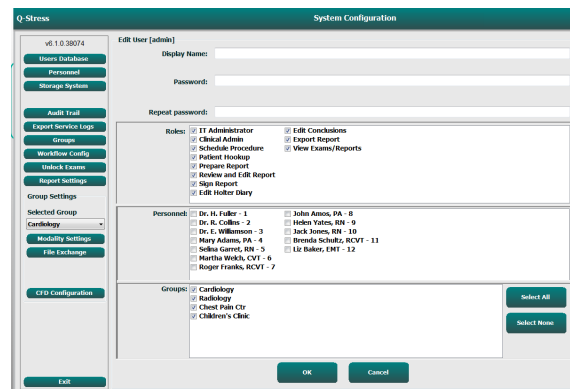 Q-Stress System Configuration
v6.1.0.38074
Users Database
Personnel
Storage System
Audit Trail
Export Service Logs
Groups
Workflow Config
Unlock Exams
Report Settings
Group Settings
Selected Group
Cardiology
Modality Settings
File Exchange
CFD Configuration
Exit
Edit User [admin]
Display Name:
Password:
Repeat password:
Roles:
IT Administrator
Clinical Admin
Schedule Procedure
Patient Hookup
Prepare Report
Review and Edit Report
Sign Report
Edit Holter Diary
Edit Conclusions
Export Report
View Exams/Reports
Personnel:
Dr. H. Fuller - 1
Dr. R. Collins - 2
Dr. E. Williamson - 3
Mary Adams, PA - 4
Selina Garret, RN - 5
Martha Welch, CVT - 6
Roger Franks, RCVT - 7
John Amos, PA - 8
Helen Yates, RN - 9
Jack Jones, RN - 10
Brenda Schultz, RCVT - 11
Liz Baker, EMT - 12
Groups:
Cardiology
Radiology
Chest Pain Ctr
Children's Clinic
Select All
Select None
OK
Cancel